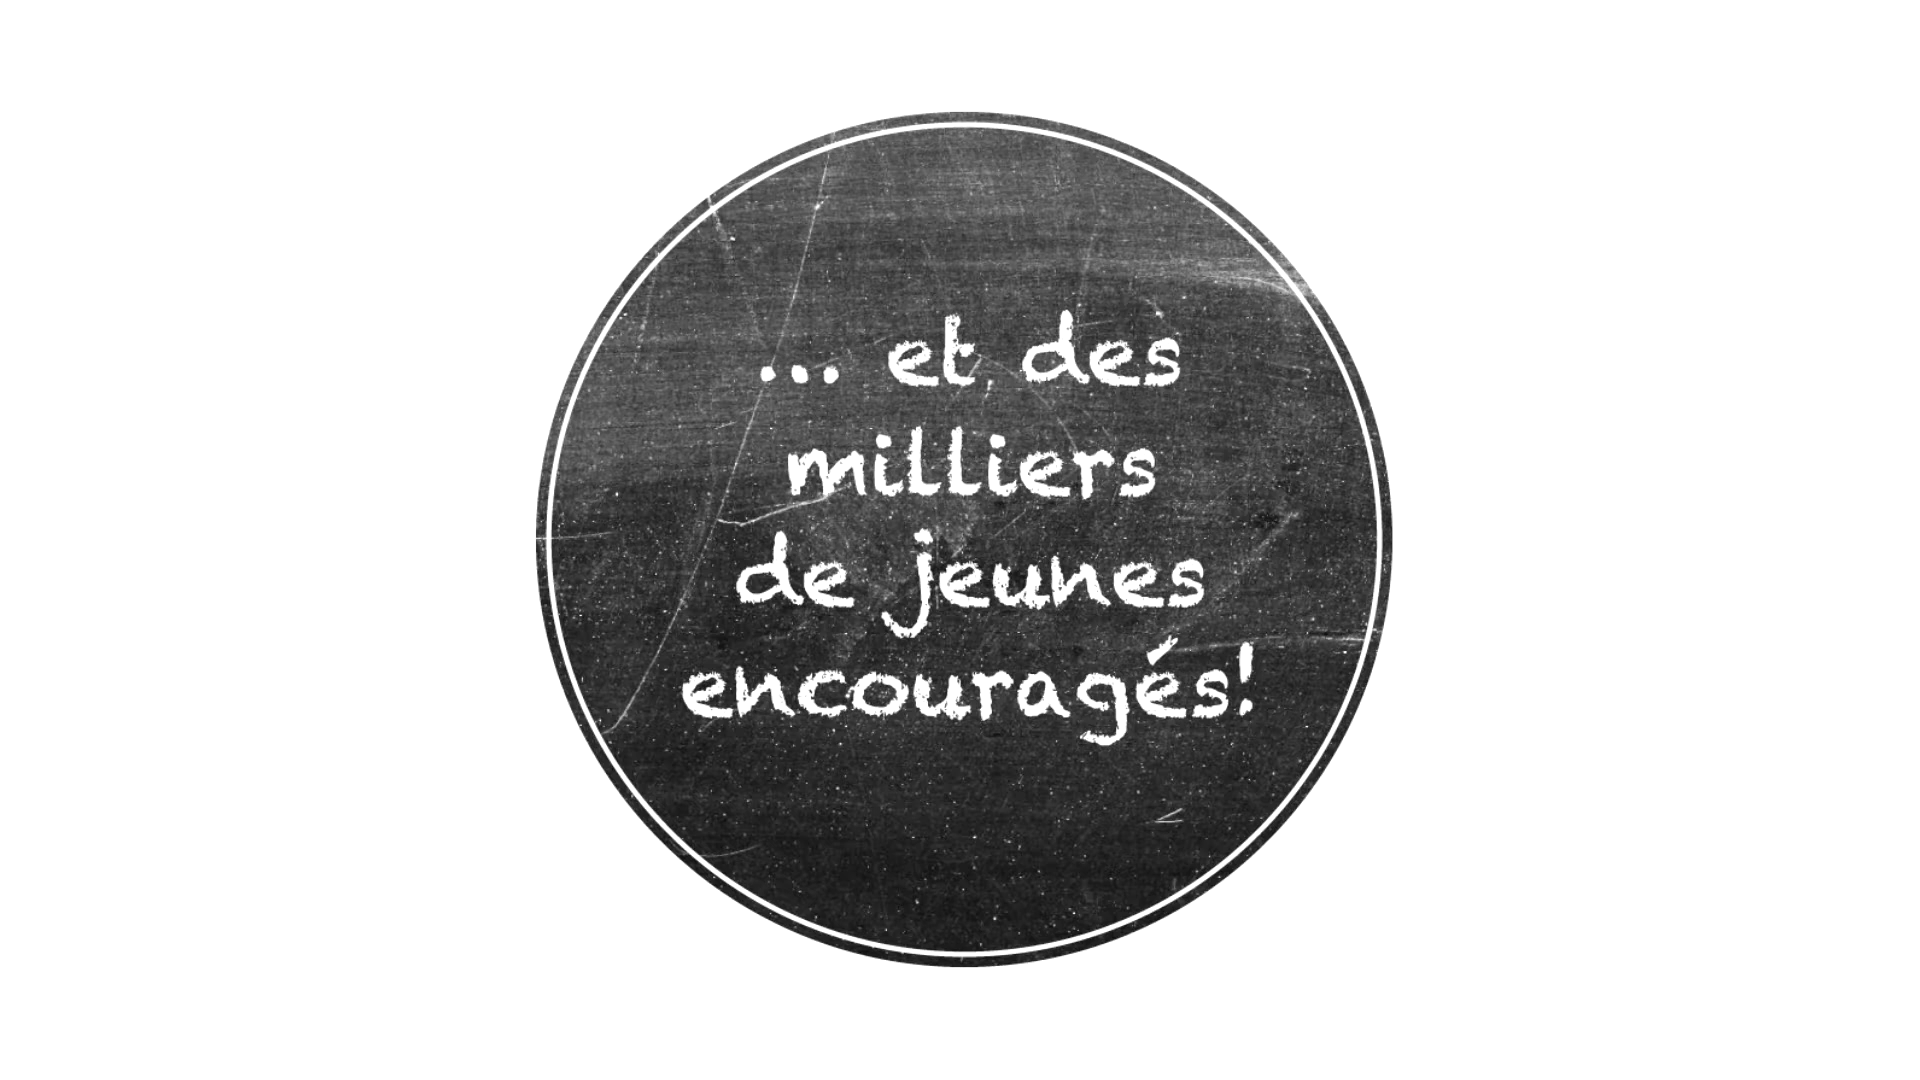 ... et des
milliers
de jeunes
encouragés!